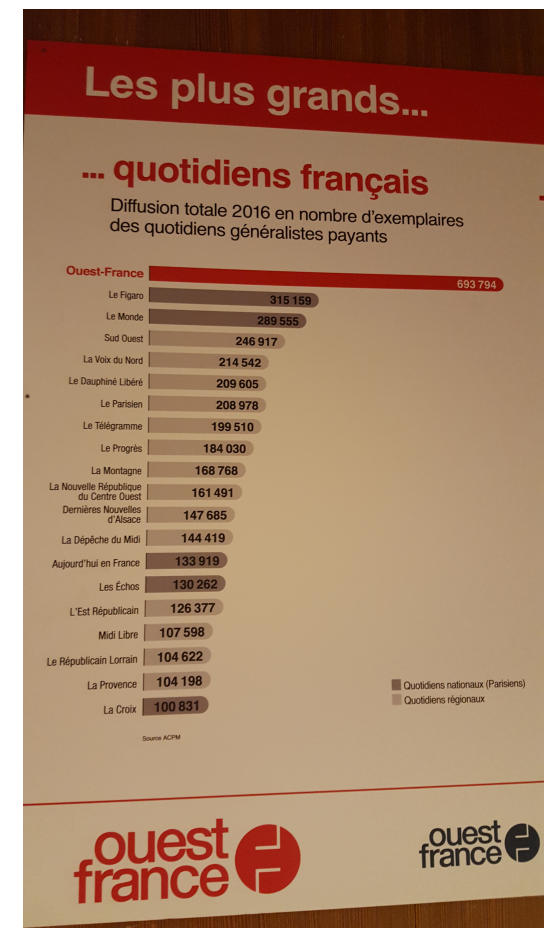 Les plus grands...
... quotidiens français
Diffusion totale 2016 en nombre d'exemplaires
des quotidiens généralistes payants
Ouest-France 693 794
Le Figaro 315 159
Le Monde 289 555
Sud Ouest 246 917
La Voix du Nord 214 542
Le Dauphiné Libéré 209 605
Le Parisien 208 978
Le Télégramme 199 510
Le Progrès 184 030
La Montagne 168 768
La Nouvelle République
du Centre Ouest 161 491
Dernières Nouvelles
d'Alsace 147 685
La Dépêche du Midi 144 419
Aujourd'hui en France 133 919
Les Échos 130 262
L'Est Républicain 126 377
Midi Libre 107 598
Le Républicain Lorrain 104 622
La Provence 104 198
La Croix 100 831
Quotidiens nationaux (Parisiens)
Quotidiens régionaux
Source ACPM
ouest
france
ouest
france